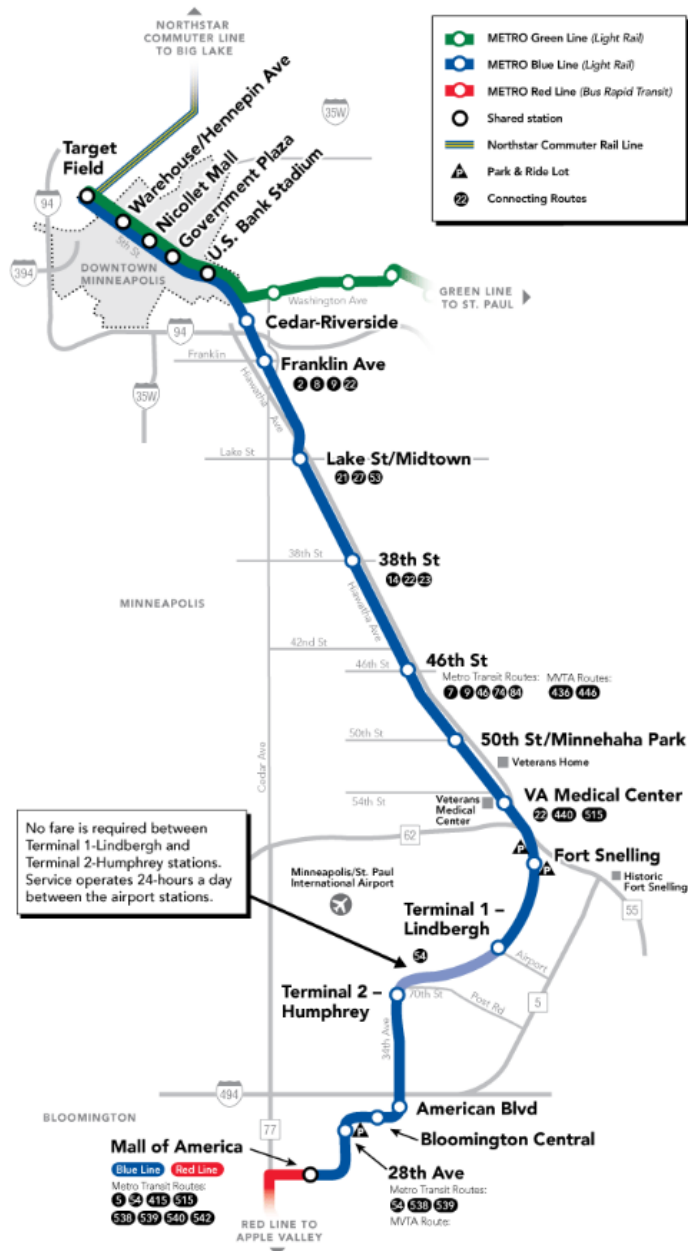 NORTHSTAR
COMMUTER LINE
TO BIG LAKE
METRO Green Line (Light Rail)
METRO Blue Line (Light Rail)
METRO Red Line (Bus Rapid Transit)
Shared station
Northstar Commuter Rail Line
P Park & Ride Lot
22 Connecting Routes
35W
94
394
Target
Field
Warehouse/Hennepin Ave
Nicollet Mall
Government Plaza
U.S. Bank Stadium
5th St
DOWNTOWN
MINNEAPOLIS
Washington Ave
GREEN LINE
TO ST. PAUL
94
35W
Cedar-Riverside
Franklin
Franklin Ave
2 8 9 22
Hiawatha Ave
Lake St
Lake St/Midtown
21 27 53
38th St
38th St
14 22 23
Hiawatha Ave
MINNEAPOLIS
42nd St
46th St
46th St
Metro Transit Routes:
7 9 46 74 84
MVTA Routes:
436 446
50th St
50th St/Minnehaha Park
Veterans Home
Cedar Ave
54th St
Veterans
Medical
Center
VA Medical Center
22 440 515
62
P
P
Fort Snelling
Historic
Fort Snelling
55
No fare is required between
Terminal 1-Lindbergh and
Terminal 2-Humphrey stations.
Service operates 24-hours a day
between the airport stations.
Minneapolis/St. Paul
International Airport
Terminal 1 –
Lindbergh
54
Airport
Terminal 2 –
Humphrey
70th St
Post Rd
5
34th Ave
494
BLOOMINGTON
77
American Blvd
Bloomington Central
P
28th Ave
Metro Transit Routes:
54 538 539
MVTA Route:
Mall of America
Blue Line Red Line
Metro Transit Routes:
5 54 415 515
538 539 540 542
RED LINE TO
APPLE VALLEY